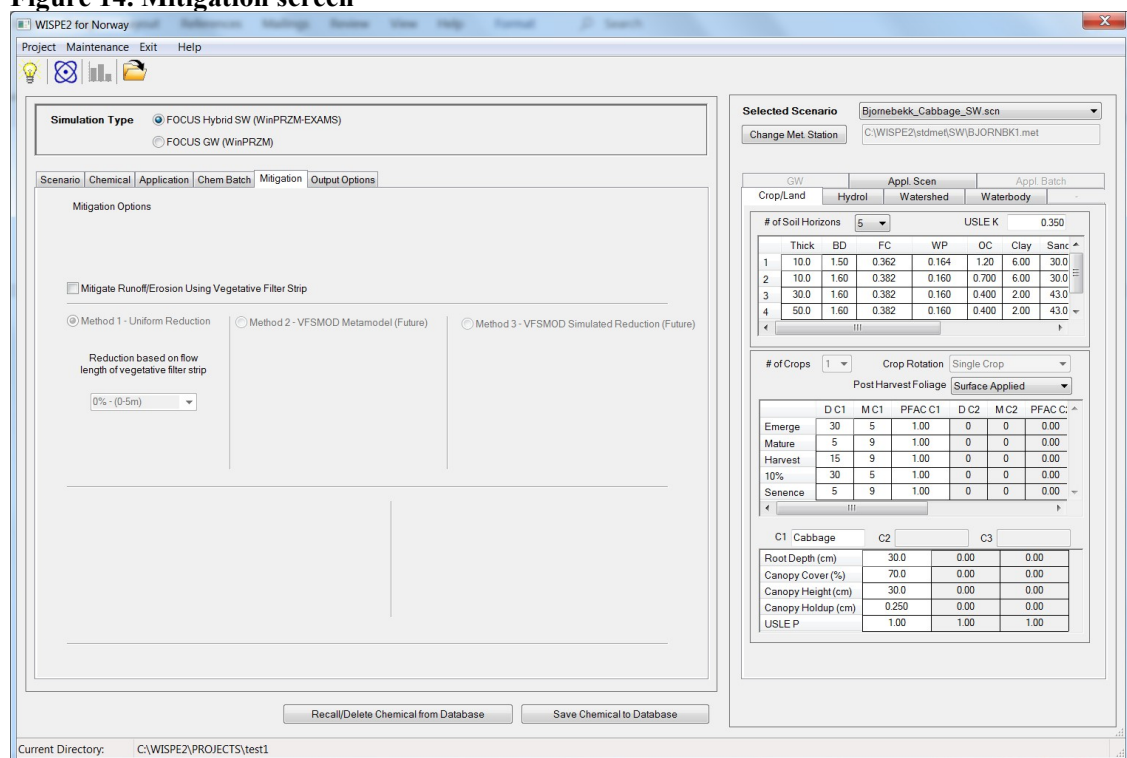 Figure 14. Mitigation screen
WISPE2 for Norway
Project Maintenance Exit Help
Simulation Type FOCUS Hybrid SW (WinPRZM-EXAMS)
FOCUS GW (WinPRZM)
Scenario Chemical Application Chem Batch Mitigation Output Options
Mitigation Options
Mitigate Runoff/Erosion Using Vegetative Filter Strip
Method 1 - Uniform Reduction Method 2 - VFSMOD Metamodel (Future) Method 3 - VFSMOD Simulated Reduction (Future)
Reduction based on flow
length of vegetative filter strip
0% - (0-5m)
Recall/Delete Chemical from Database Save Chemical to Database
Selected Scenario Bjornebekk_Cabbage_SW.scn
Change Met. Station C:\WISPE2\stdmet\SW\BJORNBK1.met
GW Appl. Scen Appl. Batch
Crop/Land Hydrol Watershed Waterbody -
# of Soil Horizons 5 USLE K 0.350
Thick BD FC WP OC Clay Sanc
1 10.0 1.50 0.362 0.164 1.20 6.00 30.0
2 10.0 1.60 0.382 0.160 0.700 6.00 30.0
3 30.0 1.60 0.382 0.160 0.400 2.00 43.0
4 50.0 1.60 0.382 0.160 0.400 2.00 43.0
# of Crops 1 Crop Rotation Single Crop
Post Harvest Foliage Surface Applied
D C1 M C1 PFAC C1 D C2 M C2 PFAC C:
Emerge 30 5 1.00 0 0 0.00
Mature 5 9 1.00 0 0 0.00
Harvest 15 9 1.00 0 0 0.00
10% 30 5 1.00 0 0 0.00
Senence 5 9 1.00 0 0 0.00
C1 Cabbage C2 C3
Root Depth (cm) 30.0 0.00 0.00
Canopy Cover (%) 70.0 0.00 0.00
Canopy Height (cm) 30.0 0.00 0.00
Canopy Holdup (cm) 0.250 0.00 0.00
USLE P 1.00 1.00 1.00
Current Directory: C:\WISPE2\PROJECTS\test1